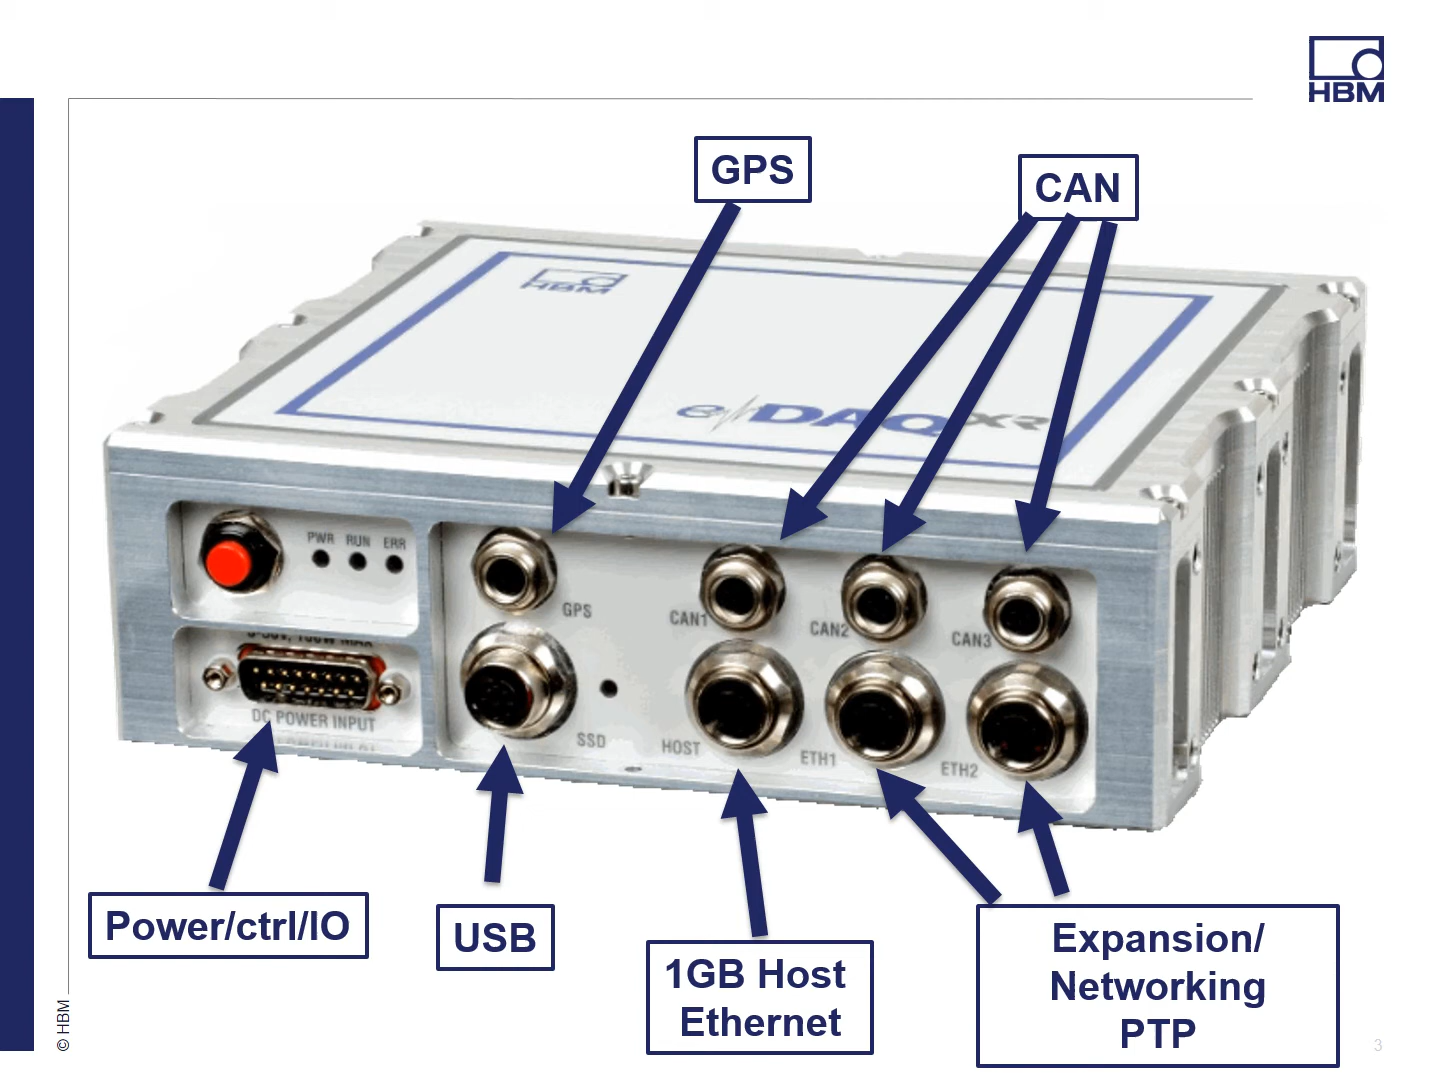 HBM
GPS
CAN
HBM
eDAQXR
PWR RUN ERR
GPS
CAN1
CAN2
CAN3
DC POWER INPUT
SSD
HOST
ETH1
ETH2
Power/ctrl/IO
USB
1GB Host
Ethernet
Expansion/
Networking
PTP
© HBM
3